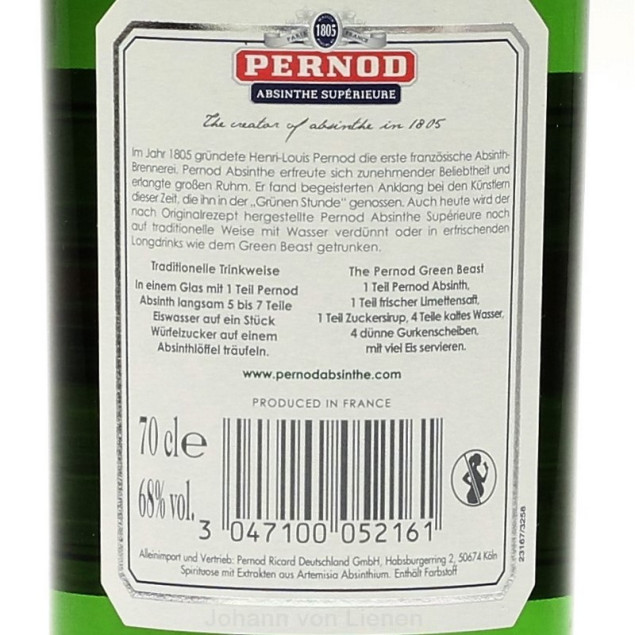 PARIS 1805 FRANCE
PERNOD
ABSINTHE SUPÉRIEURE
The creator of absinthe in 1805
Im Jahr 1805 gründete Henri-Louis Pernod die erste französische Absinth-
Brennerei. Pernod Absinthe erfreute sich zunehmender Beliebtheit und
erlangte großen Ruhm. Er fand begeisterten Anklang bei den Künstlern
dieser Zeit, die ihn in der „Grünen Stunde" genossen. Auch heute wird der
nach Originalrezept hergestellte Pernod Absinthe Supérieure noch
auf traditionelle Weise mit Wasser verdünnt oder in erfrischenden
Longdrinks wie dem Green Beast getrunken.
Traditionelle Trinkweise
In einem Glas mit 1 Teil Pernod
Absinth langsam 5 bis 7 Teile
Eiswasser auf ein Stück
Würfelzucker auf einem
Absinthlöffel träufeln.
The Pernod Green Beast
1 Teil Pernod Absinth,
1 Teil frischer Limettensaft,
1 Teil Zuckersirup, 4 Teile kaltes Wasser,
4 dünne Gurkenscheiben,
mit viel Eis servieren.
www.pernodabsinthe.com
PRODUCED IN FRANCE
70 cl e
68% vol.
3 047100 052161
23167/3258
Alleinimport und Vertrieb: Pernod Ricard Deutschland GmbH, Habsburgerring 2, 50674 Köln
Spirituose mit Extrakten aus Artemisia Absinthium. Enthält Farbstoff
Johann von Lienen